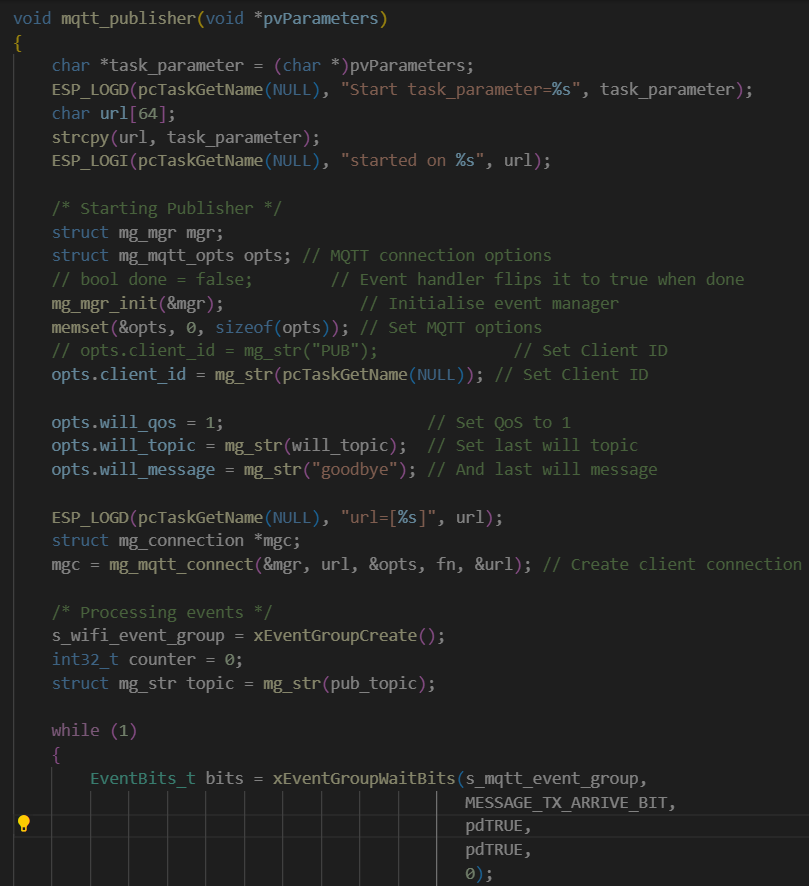 void mqtt_publisher(void *pvParameters)
{
    char *task_parameter = (char *)pvParameters;
    ESP_LOGD(pcTaskGetName(NULL), "Start task_parameter=%s", task_parameter);
    char url[64];
    strcpy(url, task_parameter);
    ESP_LOGI(pcTaskGetName(NULL), "started on %s", url);

    /* Starting Publisher */
    struct mg_mgr mgr;
    struct mg_mqtt_opts opts; // MQTT connection options
    // bool done = false;        // Event handler flips it to true when done
    mg_mgr_init(&mgr);              // Initialise event manager
    memset(&opts, 0, sizeof(opts)); // Set MQTT options
    // opts.client_id = mg_str("PUB");              // Set Client ID
    opts.client_id = mg_str(pcTaskGetName(NULL)); // Set Client ID

    opts.will_qos = 1;                     // Set QoS to 1
    opts.will_topic = mg_str(will_topic);  // Set last will topic
    opts.will_message = mg_str("goodbye"); // And last will message

    ESP_LOGD(pcTaskGetName(NULL), "url=[%s]", url);
    struct mg_connection *mgc;
    mgc = mg_mqtt_connect(&mgr, url, &opts, fn, &url); // Create client connection

    /* Processing events */
    s_wifi_event_group = xEventGroupCreate();
    int32_t counter = 0;
    struct mg_str topic = mg_str(pub_topic);

    while (1)
    {
        EventBits_t bits = xEventGroupWaitBits(s_mqtt_event_group,
                                               MESSAGE_TX_ARRIVE_BIT,
                                               pdTRUE,
                                               pdTRUE,
                                               0);